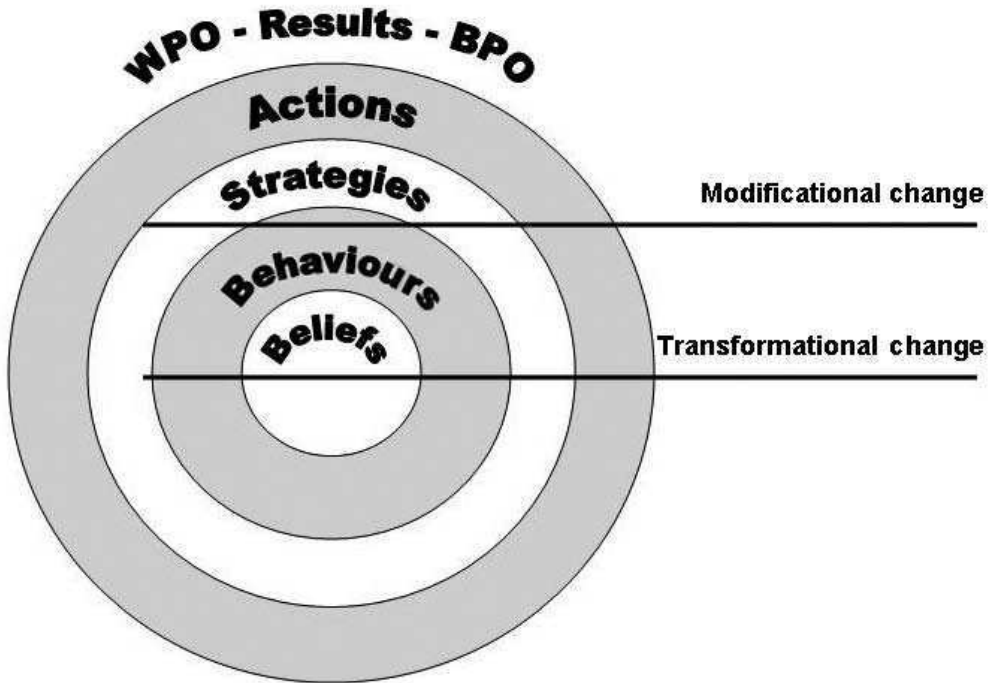 WPO - Results - BPO
Actions
Strategies
Modificational change
Behaviours
Beliefs
Transformational change